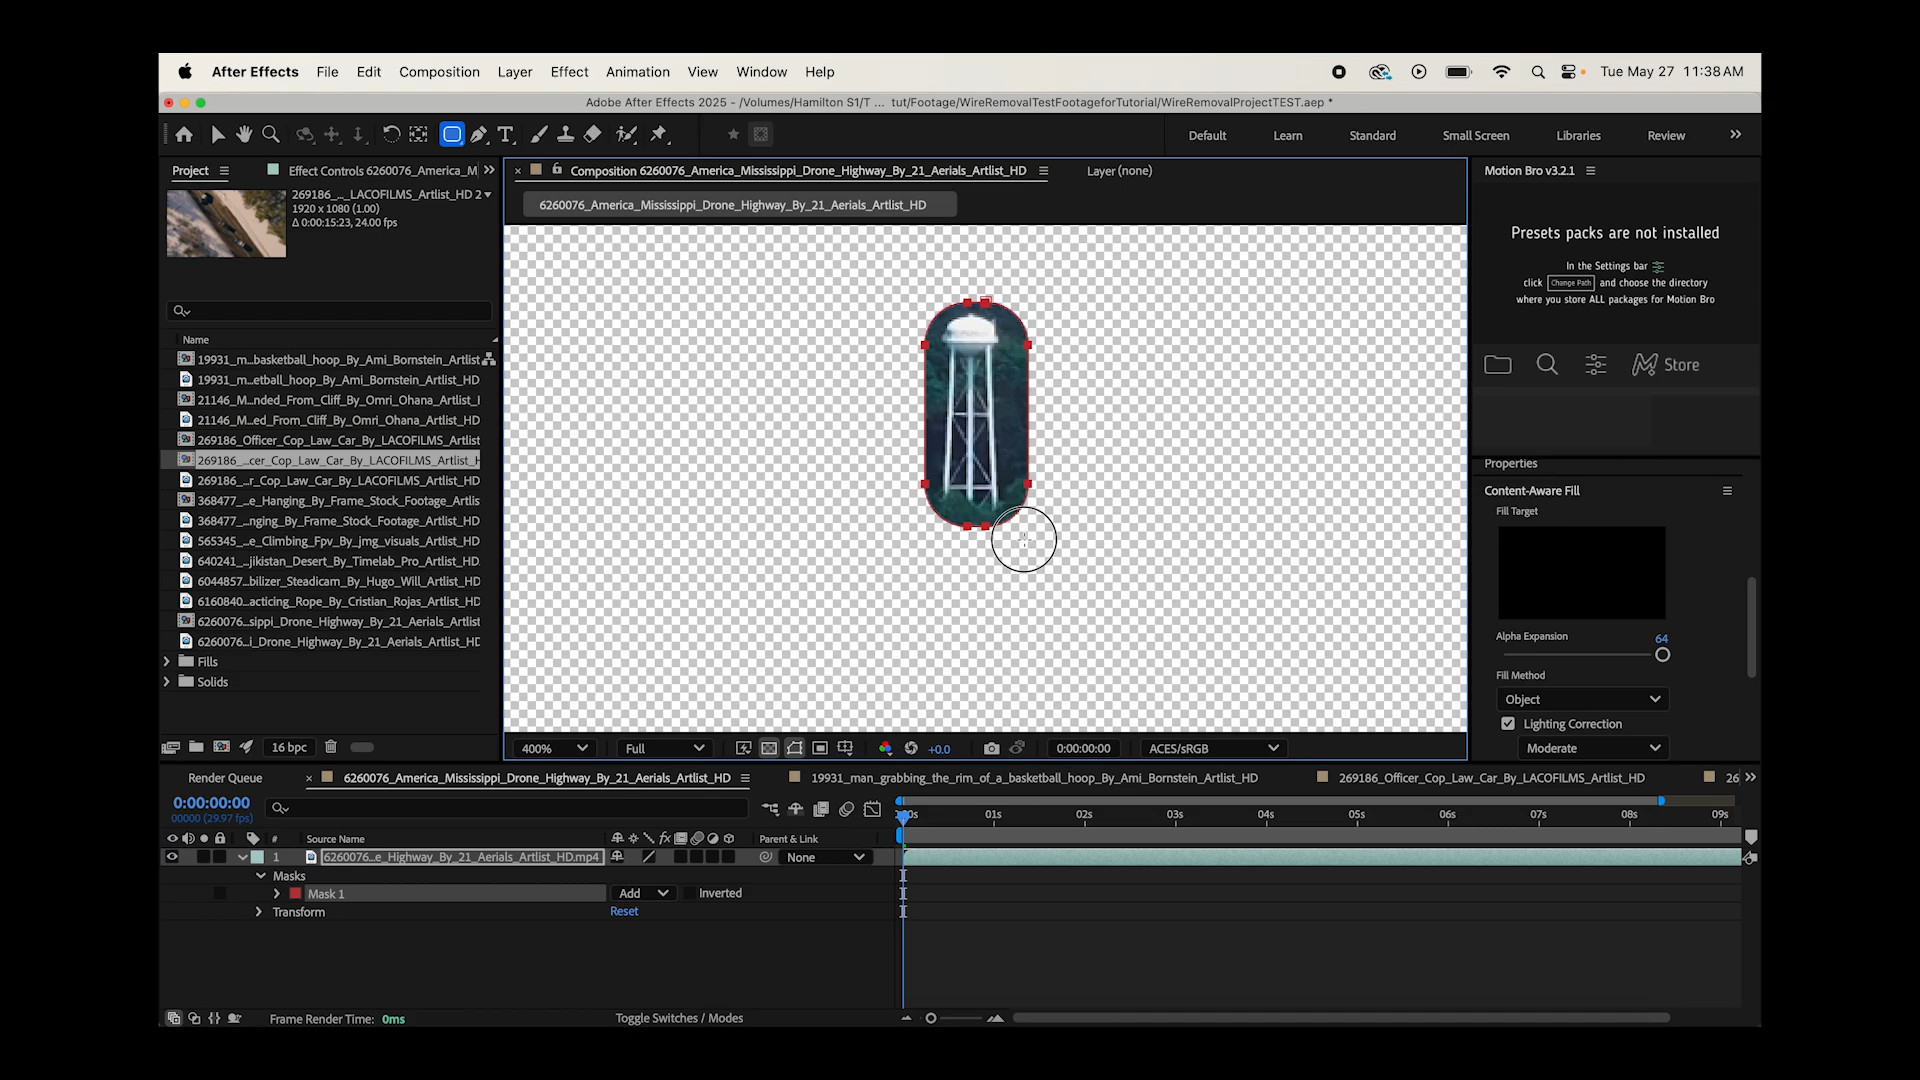 After Effects File Edit Composition Layer Effect Animation View Window Help Tue May 27 11:38 AM
Adobe After Effects 2025 - /Volumes/Hamilton S1/T ... tut/Footage/WireRemovalTestFootageforTutorial/WireRemovalProjectTEST.aep *
Default Learn Standard Small Screen Libraries Review
Project
Effect Controls 6260076_America_M
269186_..._LACOFILMS_Artlist_HD 2
1920 x 1080 (1.00)
Δ 0:00:15:23, 24.00 fps
Name
19931_m...basketball_hoop_By_Ami_Bornstein_Artlist
19931_m...etball_hoop_By_Ami_Bornstein_Artlist_HD
21146_M...nded_From_Cliff_By_Omri_Ohana_Artlist_H
21146_M...ed_From_Cliff_By_Omri_Ohana_Artlist_HD
269186_Officer_Cop_Law_Car_By_LACOFILMS_Artlist
269186_...cer_Cop_Law_Car_By_LACOFILMS_Artlist_H
269186_...r_Cop_Law_Car_By_LACOFILMS_Artlist_HD
368477_...e_Hanging_By_Frame_Stock_Footage_Artlis
368477_...nging_By_Frame_Stock_Footage_Artlist_HD
565345_...e_Climbing_Fpv_By_jmg_visuals_Artlist_HD
640241_...jikistan_Desert_By_Timelab_Pro_Artlist_HD
6044857...bilizer_Steadicam_By_Hugo_Will_Artlist_HD
6160840...acticing_Rope_By_Cristian_Rojas_Artlist_HD
6260076...sippi_Drone_Highway_By_21_Aerials_Artlist
6260076...i_Drone_Highway_By_21_Aerials_Artlist_HD
Fills
Solids
16 bpc
Composition 6260076_America_Mississippi_Drone_Highway_By_21_Aerials_Artlist_HD
Layer (none)
6260076_America_Mississippi_Drone_Highway_By_21_Aerials_Artlist_HD
400% Full +0.0 0:00:00:00 ACES/sRGB
Motion Bro v3.2.1
Presets packs are not installed
In the Settings bar
click Change Path and choose the directory
where you store ALL packages for Motion Bro
Store
Properties
Content-Aware Fill
Fill Target
Alpha Expansion
64
Fill Method
Object
Lighting Correction
Moderate
Render Queue
6260076_America_Mississippi_Drone_Highway_By_21_Aerials_Artlist_HD
19931_man_grabbing_the_rim_of_a_basketball_hoop_By_Ami_Bornstein_Artlist_HD
269186_Officer_Cop_Law_Car_By_LACOFILMS_Artlist_HD
26
0:00:00:00
00000 (29.97 fps)
01s 02s 03s 04s 05s 06s 07s 08s 09s
# Source Name fx Parent & Link
1 6260076...e_Highway_By_21_Aerials_Artlist_HD.mp4 None
Masks
Mask 1 Add Inverted
Transform Reset
Frame Render Time: 0ms
Toggle Switches / Modes